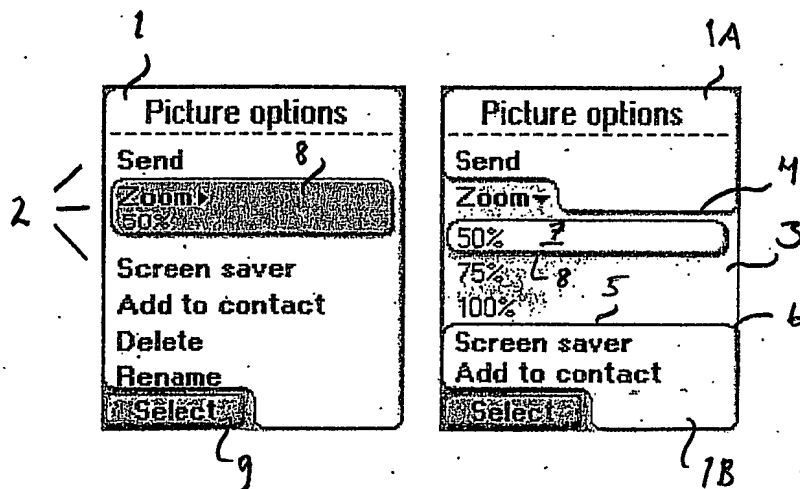 1
Picture options
Send
8
Zoom
50%
Screen saver
Add to contact
Delete
Rename
Select
9
2
1A
Picture options
Send
Zoom
4
50% 7
3
75% 8
100% 5
6
Screen saver
Add to contact
Select
1B